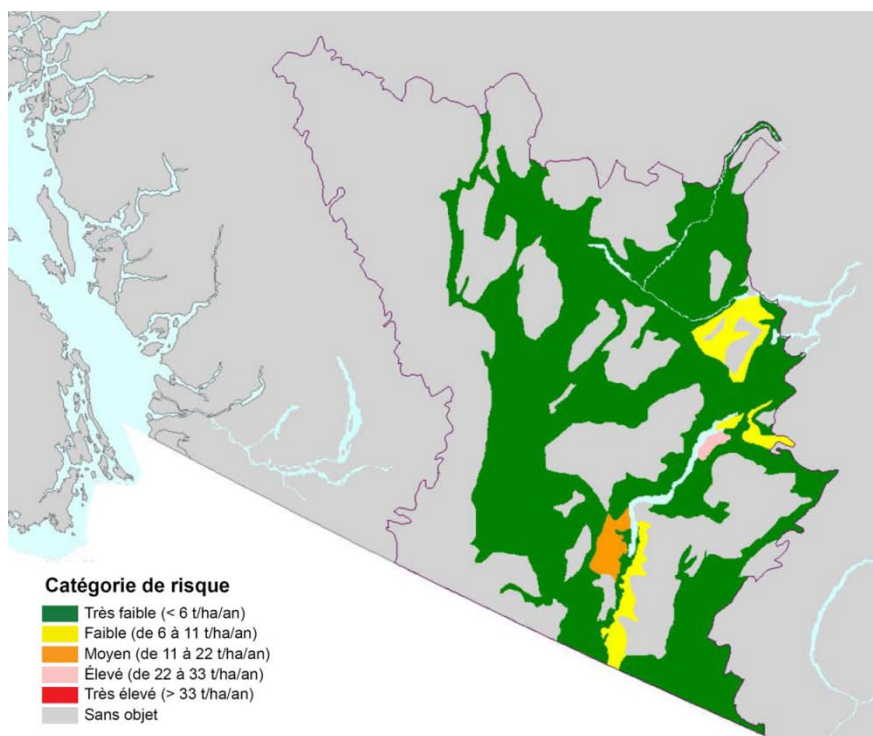 Catégorie de risque
Très faible (< 6 t/ha/an)
Faible (de 6 à 11 t/ha/an)
Moyen (de 11 à 22 t/ha/an)
Élevé (de 22 à 33 t/ha/an)
Très élevé (> 33 t/ha/an)
Sans objet